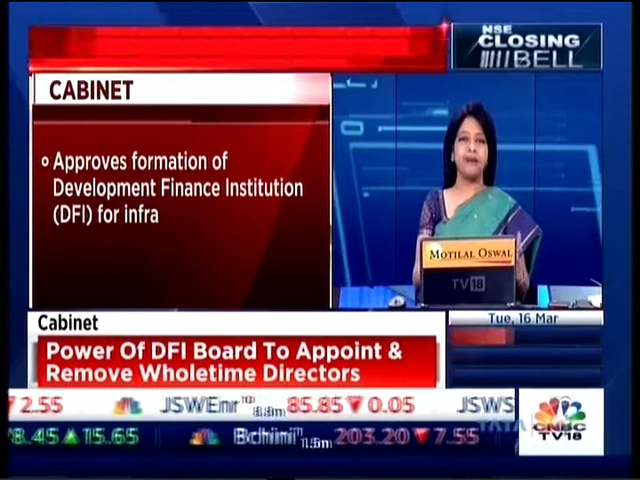 NSE
CLOSING
BELL
CABINET
Approves formation of
Development Finance Institution
(DFI) for infra
MOTILAL OSWAL
TV18
Tue, 16 Mar
Cabinet
Power Of DFI Board To Appoint &
Remove Wholetime Directors
2.55 JSWEnr 85.85 0.05 JSWS
8.45 15.65 203.20 7.55
CNBC
TV18